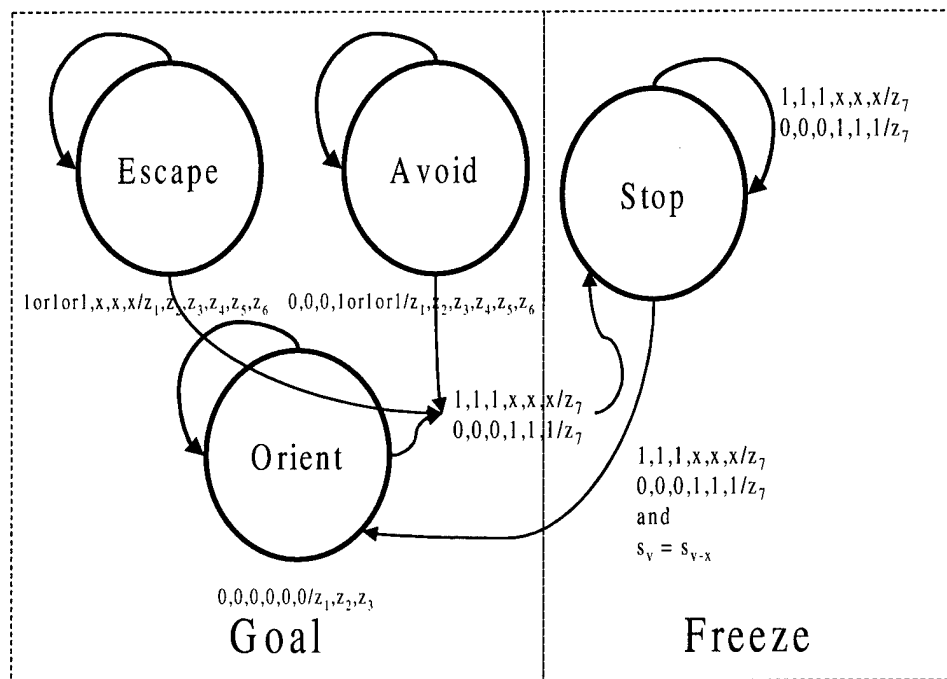 Escape
Avoid
Stop
1,1,1,x,x,x/z₇
0,0,0,1,1,1/z₇
1or1or1,x,x,x/z₁,z₂,z₃,z₄,z₅,z₆
0,0,0,1or1or1/z₁,z₂,z₃,z₄,z₅,z₆
Orient
1,1,1,x,x,x/z₇
0,0,0,1,1,1/z₇
1,1,1,x,x,x/z₇
0,0,0,1,1,1/z₇
and
sᵥ = sᵥ₋ₓ
0,0,0,0,0,0/z₁,z₂,z₃
Goal
Freeze